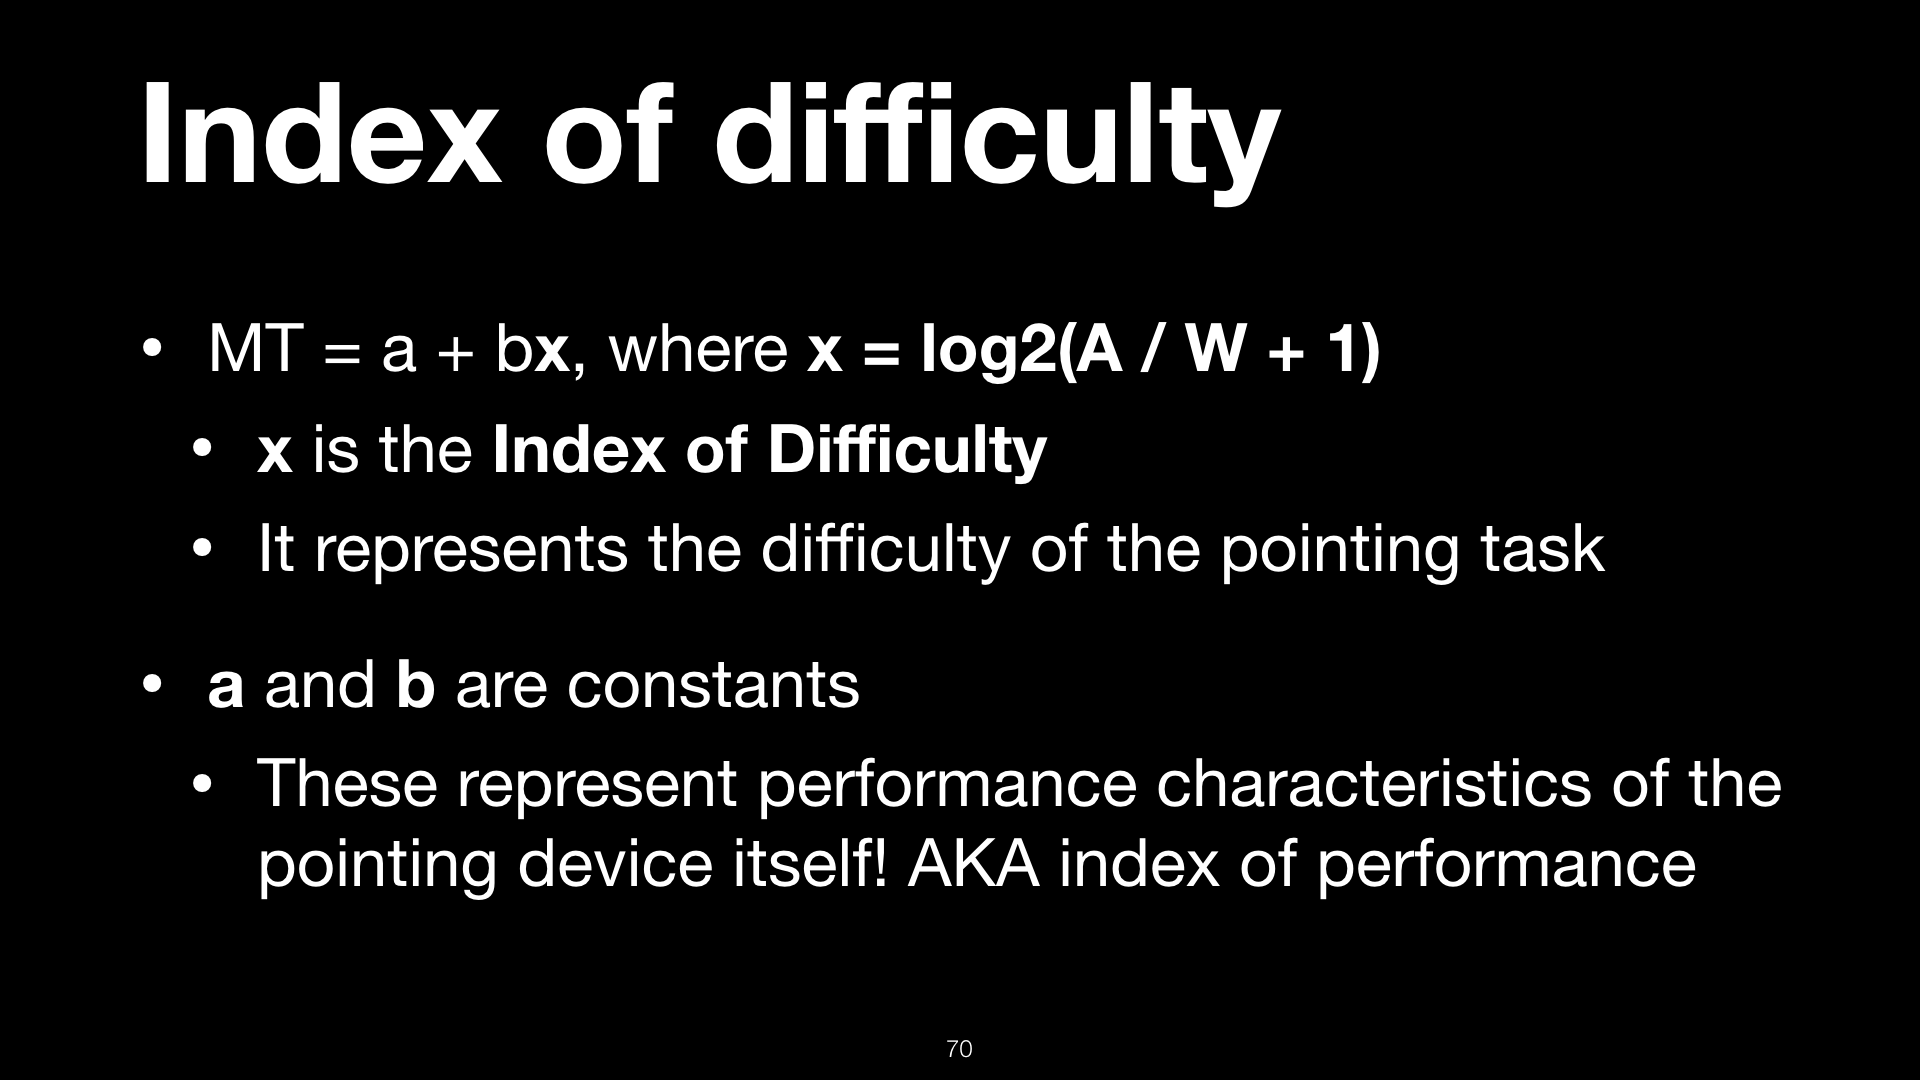 Index of difficulty
• MT = a + bx, where x = log2(A / W + 1)
• x is the Index of Difficulty
• It represents the difficulty of the pointing task
• a and b are constants
• These represent performance characteristics of the
pointing device itself! AKA index of performance
70